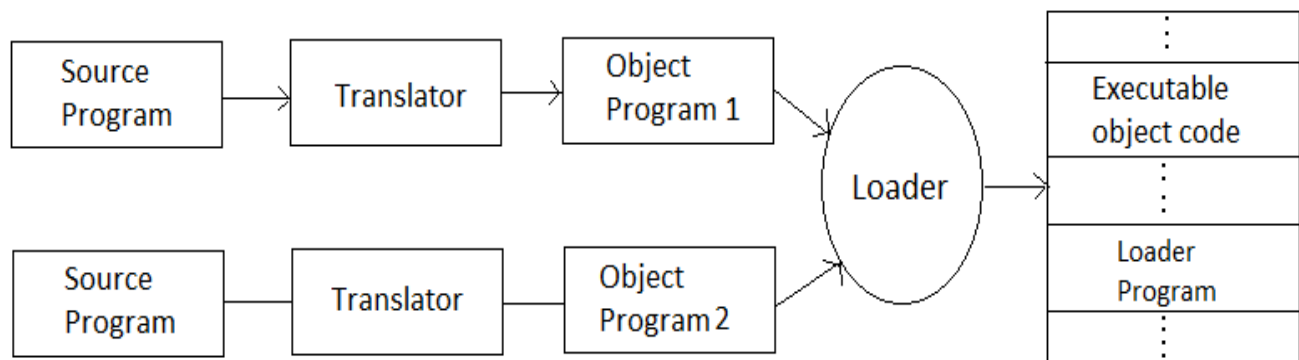 Source
Program
Translator
Object
Program 1
Loader
Executable
object code
Source
Program
Translator
Object
Program 2
Loader
Program